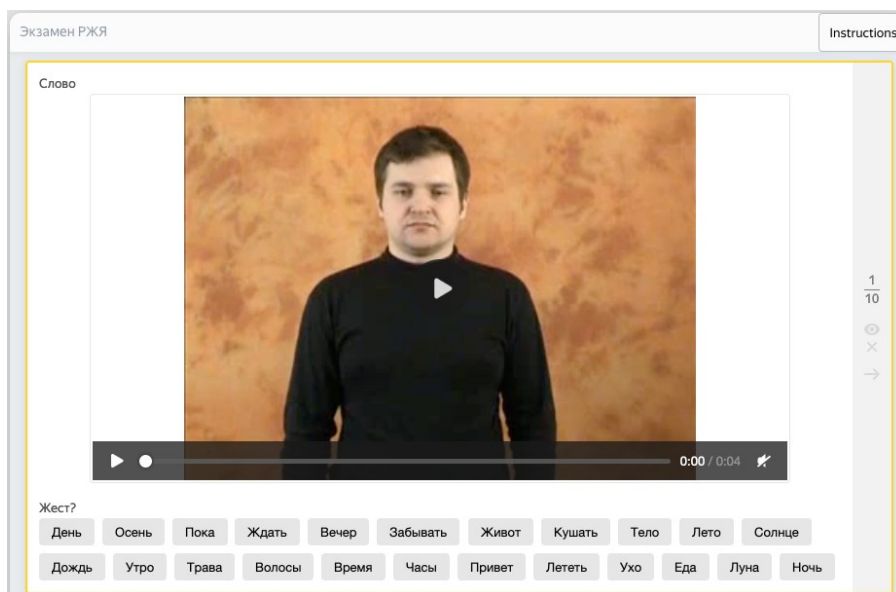 Экзамен РЖЯ
Instructions
Слово
1
10
0:00 / 0:04
Жест?
День Осень Пока Ждать Вечер Забывать Живот Кушать Тело Лето Солнце
Дождь Утро Трава Волосы Время Часы Привет Лететь Ухо Еда Луна Ночь